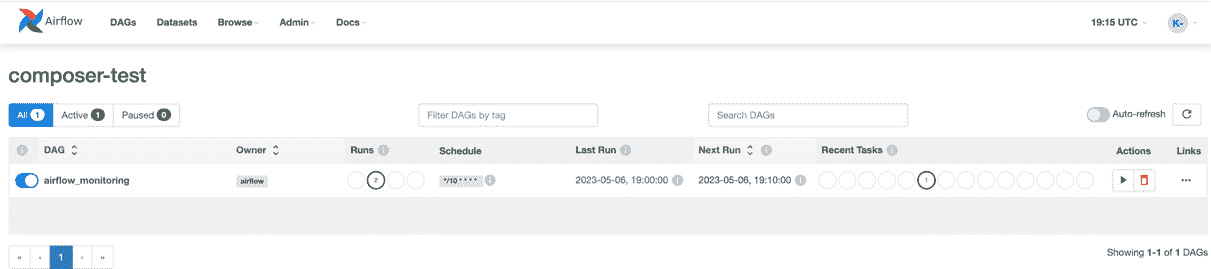 Airflow DAGs Datasets Browse Admin Docs 19:15 UTC K-
composer-test
All 1 Active 1 Paused 0 Filter DAGs by tag Search DAGs Auto-refresh
i DAG Owner Runs i Schedule Last Run i Next Run i Recent Tasks i Actions Links
airflow_monitoring airflow 2 */10 * * * * i 2023-05-06, 19:00:00 i 2023-05-06, 19:10:00 i 1 ...
« ‹ 1 › » Showing 1-1 of 1 DAGs